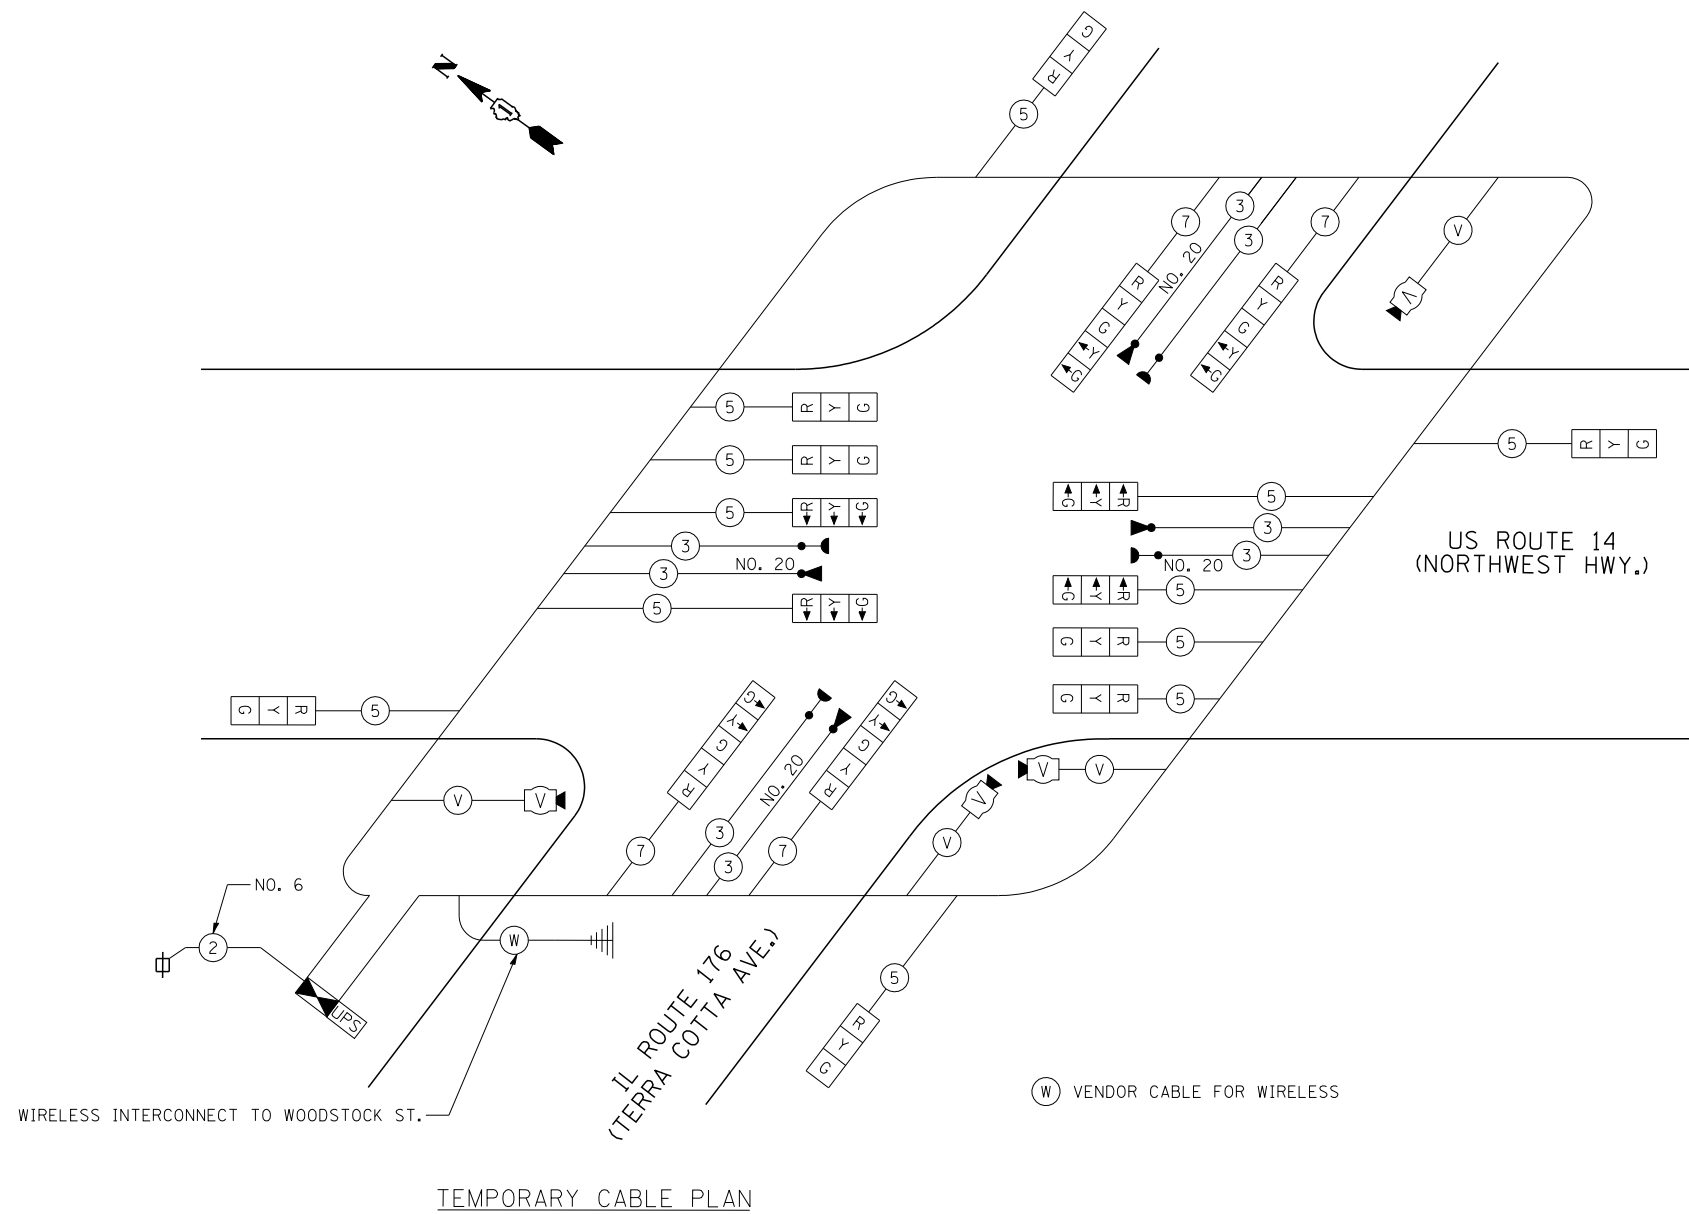 N
1
5
R Y G
7
3
3
7
V
V
NO. 20
R Y G Y G
R Y G Y G
5
R Y G
5
R Y G
5
R Y G
3
NO. 20
3
5
R Y G
5
R Y G
G Y R
5
3
3
NO. 20
G Y R
5
G Y R
5
G Y R
5
US ROUTE 14
(NORTHWEST HWY.)
G Y R
5
V
V
7
R Y G Y G
3
NO. 20
3
7
R Y G Y G
V
V
V
V
NO. 6
2
UPS
W
5
G Y R
IL ROUTE 176
(TERRA COTTA AVE.)
WIRELESS INTERCONNECT TO WOODSTOCK ST.
W VENDOR CABLE FOR WIRELESS
TEMPORARY CABLE PLAN